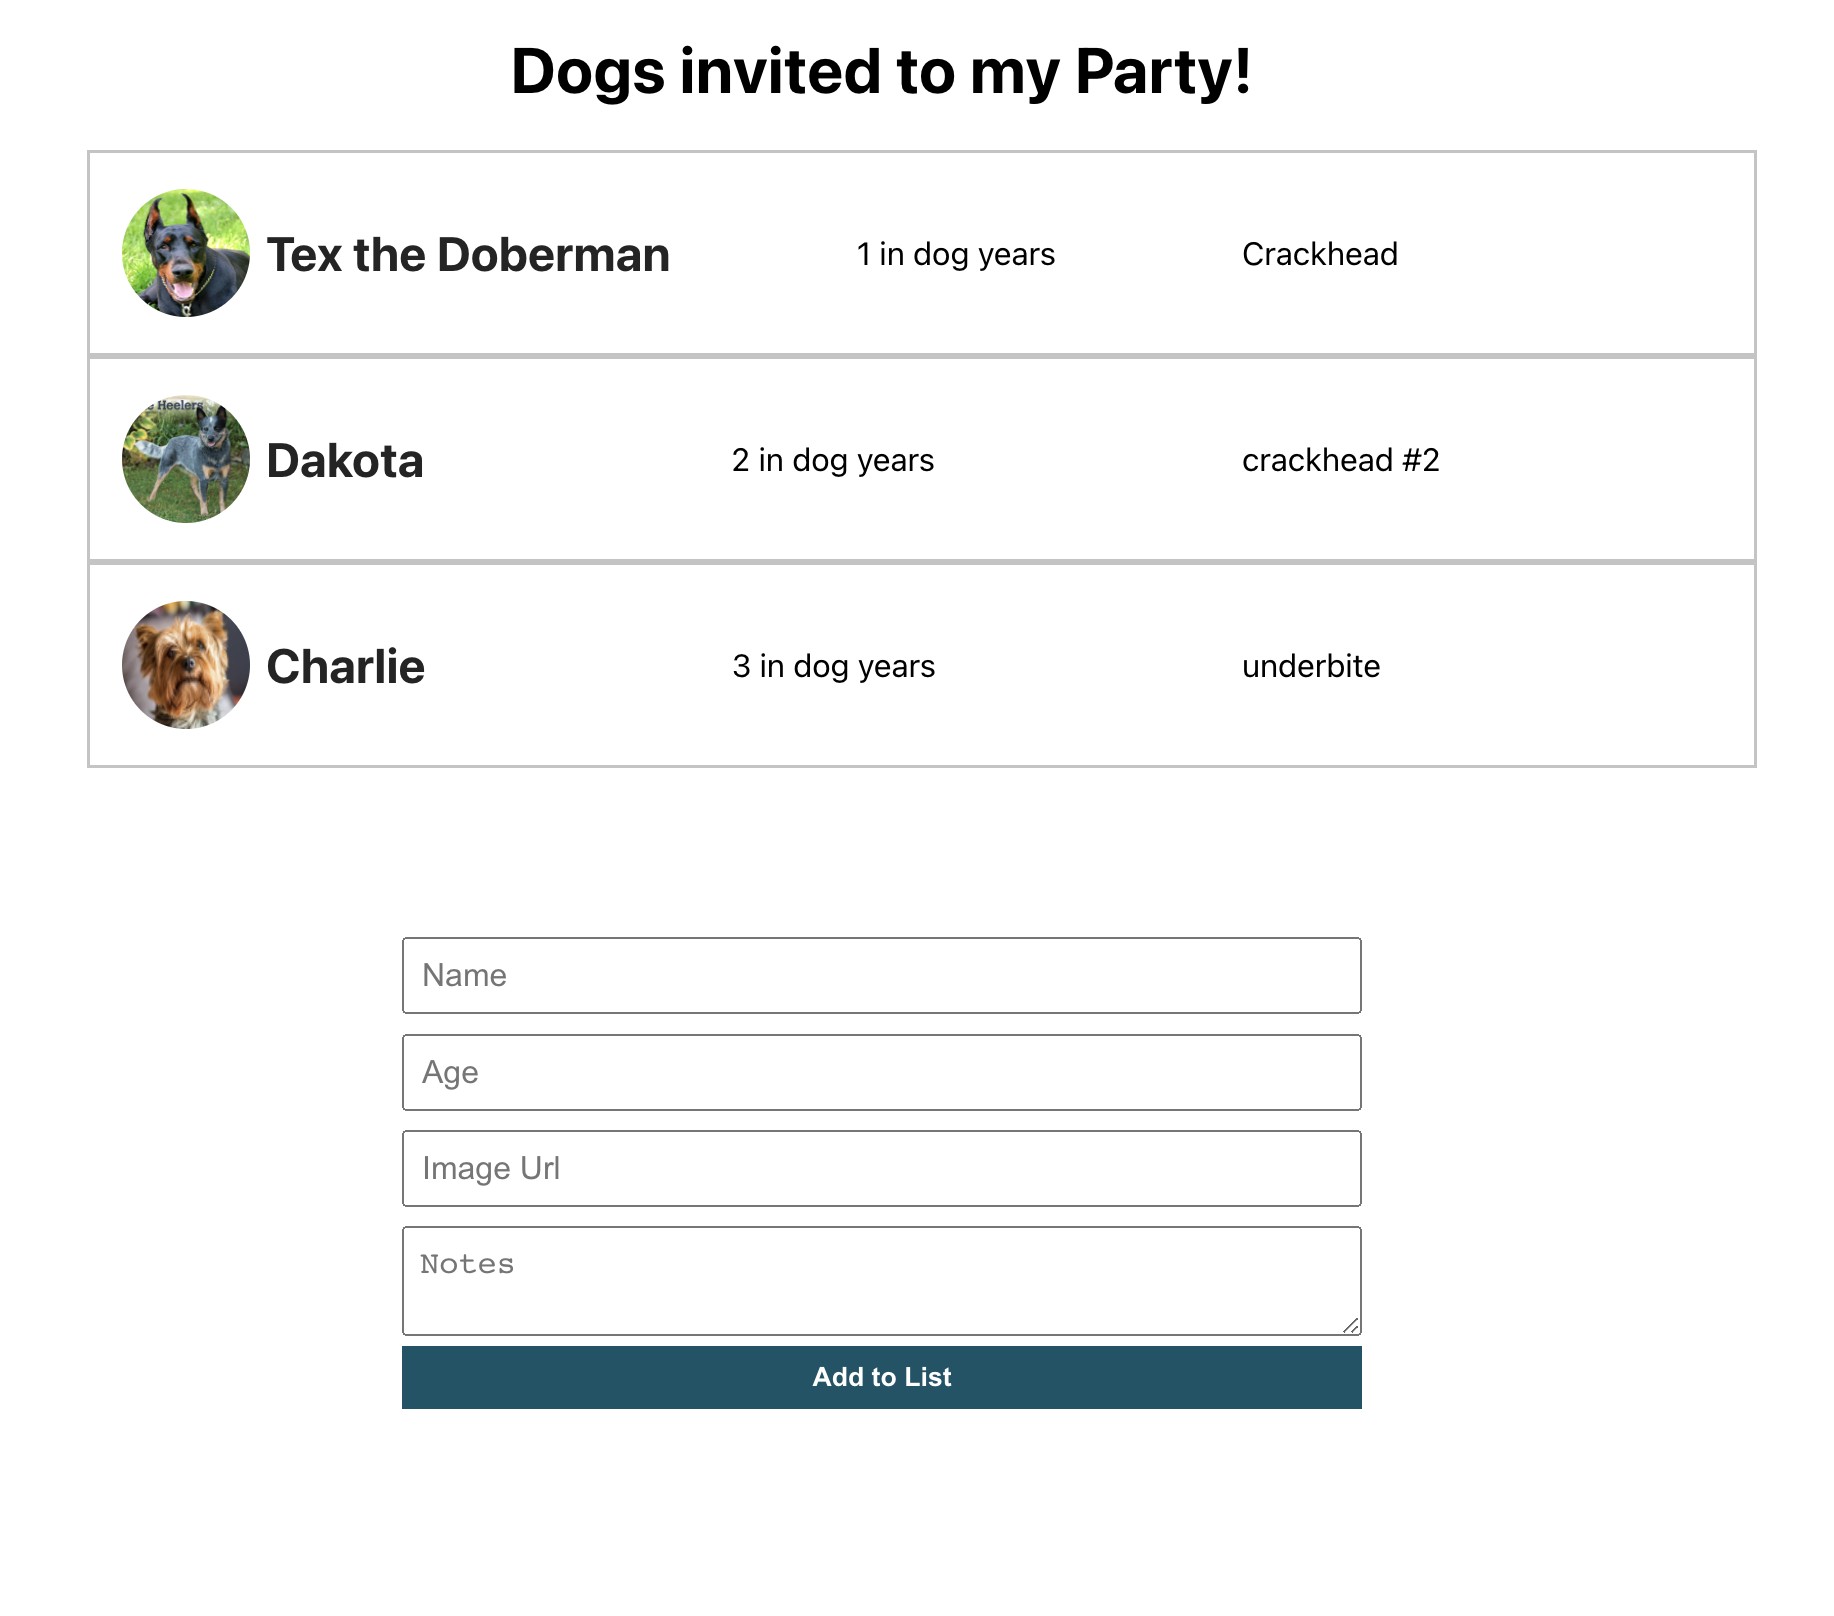 Dogs invited to my Party!
Tex the Doberman 1 in dog years Crackhead
Heelers
Dakota 2 in dog years crackhead #2
Charlie 3 in dog years underbite
Name
Age
Image Url
Notes
Add to List